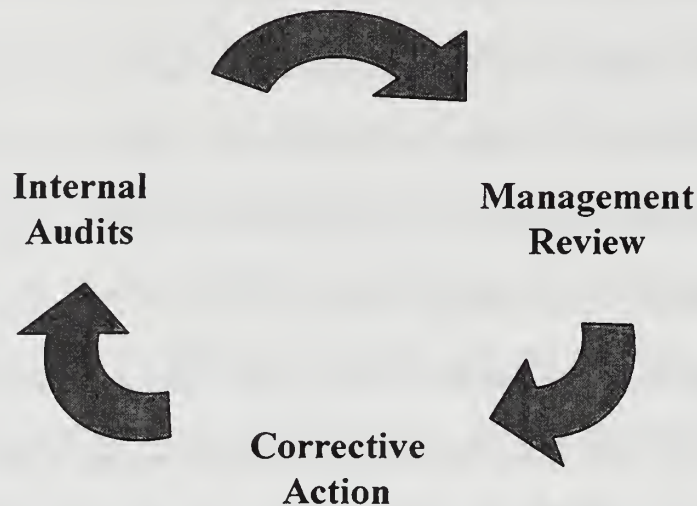 Internal
Audits
Management
Review
Corrective
Action